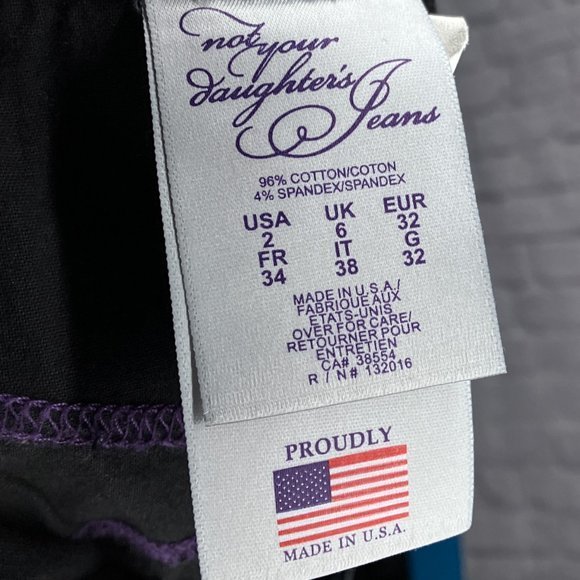 not your
daughter's
Jeans
96% COTTON/COTON
4% SPANDEX/SPANDEX
USA UK EUR
2 6 32
FR IT G
34 38 32
MADE IN U.S.A./
FABRIQUE AUX
ETATS-UNIS
OVER FOR CARE/
RETOURNER POUR
ENTRETIEN
CA# 38554
R / N# 132016
PROUDLY
MADE IN U.S.A.